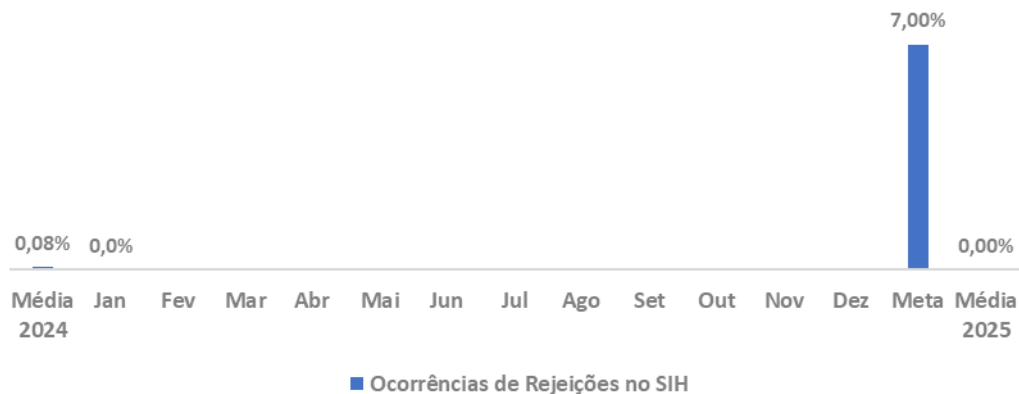 7,00%
0,08% 0,0% 0,00%
Média Jan Fev Mar Abr Mai Jun Jul Ago Set Out Nov Dez Meta Média
2024 2025
Ocorrências de Rejeições no SIH